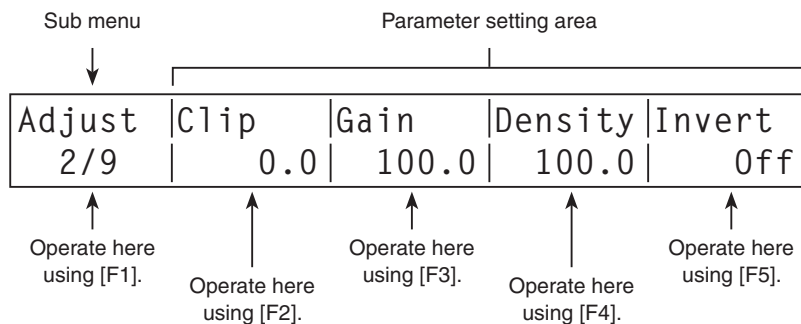 Sub menu
Parameter setting area
Adjust |Clip |Gain |Density|Invert
2/9 | 0.0| 100.0| 100.0| Off
Operate here
using [F1].
Operate here
using [F2].
Operate here
using [F3].
Operate here
using [F4].
Operate here
using [F5].